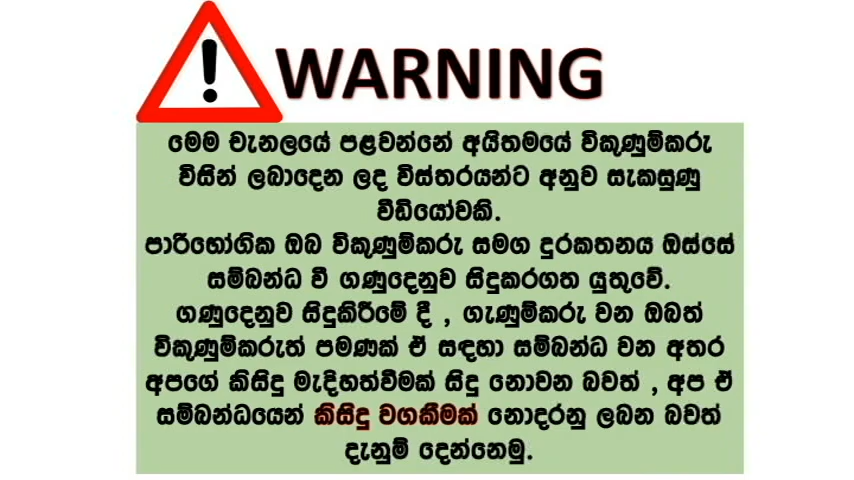 WARNING
මෙම චැනලයේ පළවන්නේ අයිතමයේ විකුණුම්කරු
විසින් ලබාදෙන ලද විස්තරයන්ට අනුව සැකසුණු
වීඩියෝවකි.
පාරිභෝගික ඔබ විකුණුම්කරු සමග දුරකතනය ඔස්සේ
සම්බන්ධ වී ගණුදෙනුව සිදුකරගත යුතුවේ.
ගණුදෙනුව සිදුකිරීමේ දී , ගැණුම්කරු වන ඔබත්
විකුණුම්කරුත් පමණක් ඒ සඳහා සම්බන්ධ වන අතර
අපගේ කිසිදු මැදිහත්වීමක් සිදු නොවන බවත් , අප ඒ
සම්බන්ධයෙන් කිසිදු වගකීමක් නොදරනු ලබන බවත්
දැනුම් දෙන්නෙමු.